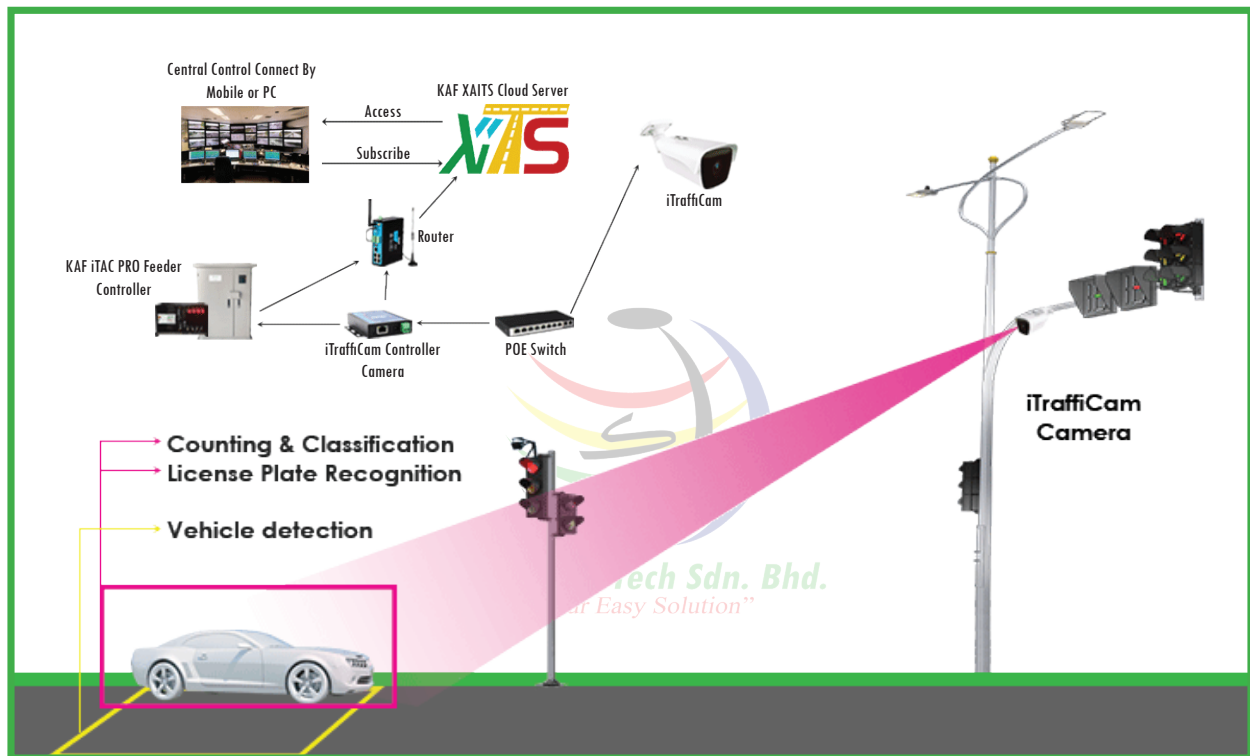 Central Control Connect By
Mobile or PC
KAF XAITS Cloud Server
Access
Subscribe
iTraffiCam
Router
KAF iTAC PRO Feeder
Controller
iTraffiCam Controller
Camera
POE Switch
iTraffiCam
Camera
Counting & Classification
License Plate Recognition
Vehicle detection
Tech Sdn. Bhd.
Easy Solution”